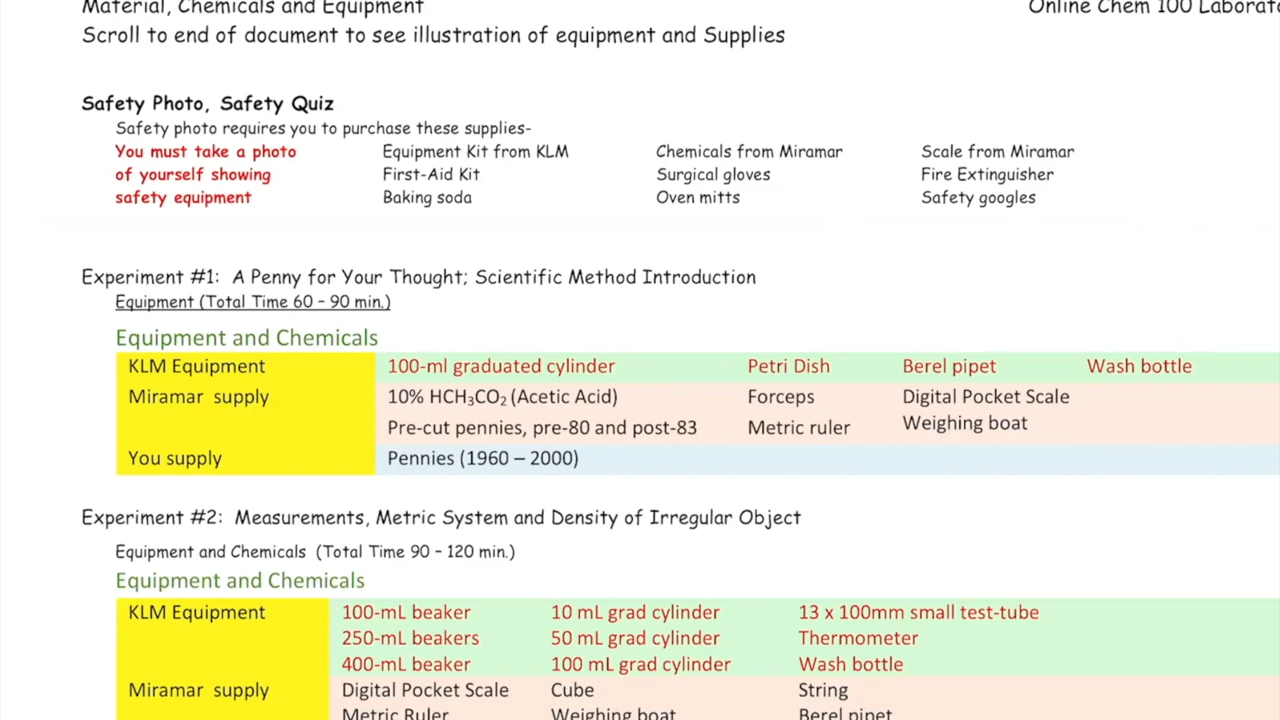 Material, Chemicals and Equipment Online Chem 100
Scroll to end of document to see illustration of equipment and Supplies
Safety Photo, Safety Quiz
Safety photo requires you to purchase these supplies-
You must take a photo Equipment Kit from KLM Chemicals from Miramar Scale from Miramar
of yourself showing First-Aid Kit Surgical gloves Fire Extinguisher
safety equipment Baking soda Oven mitts Safety googles
Experiment #1: A Penny for Your Thought; Scientific Method Introduction
Equipment (Total Time 60 – 90 min.)
Equipment and Chemicals
KLM Equipment 100-ml graduated cylinder Petri Dish Berel pipet Wash bottle
Miramar supply 10% HCH₃CO₂ (Acetic Acid) Forceps Digital Pocket Scale
Pre-cut pennies, pre-80 and post-83 Metric ruler Weighing boat
You supply Pennies (1960 – 2000)
Experiment #2: Measurements, Metric System and Density of Irregular Object
Equipment and Chemicals (Total Time 90 – 120 min.)
Equipment and Chemicals
KLM Equipment 100-mL beaker 10 mL grad cylinder 13 x 100mm small test-tube
250-mL beakers 50 mL grad cylinder Thermometer
400-mL beaker 100 mL grad cylinder Wash bottle
Miramar supply Digital Pocket Scale Cube String
Metric Ruler Weighing boat Berel pipet